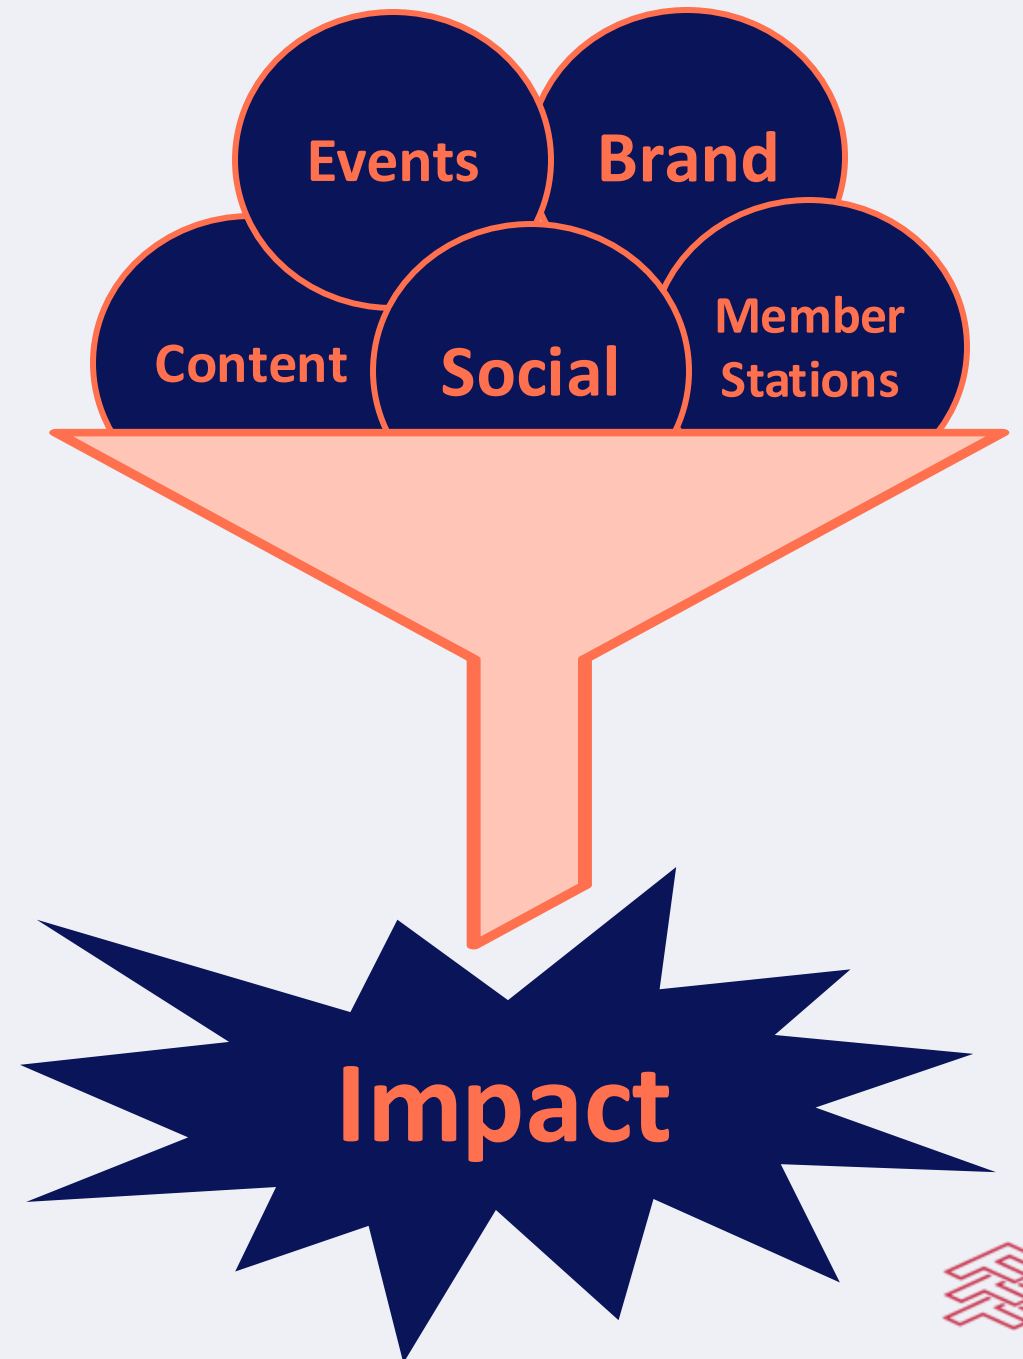 Events
Brand
Content
Social
Member
Stations
Impact